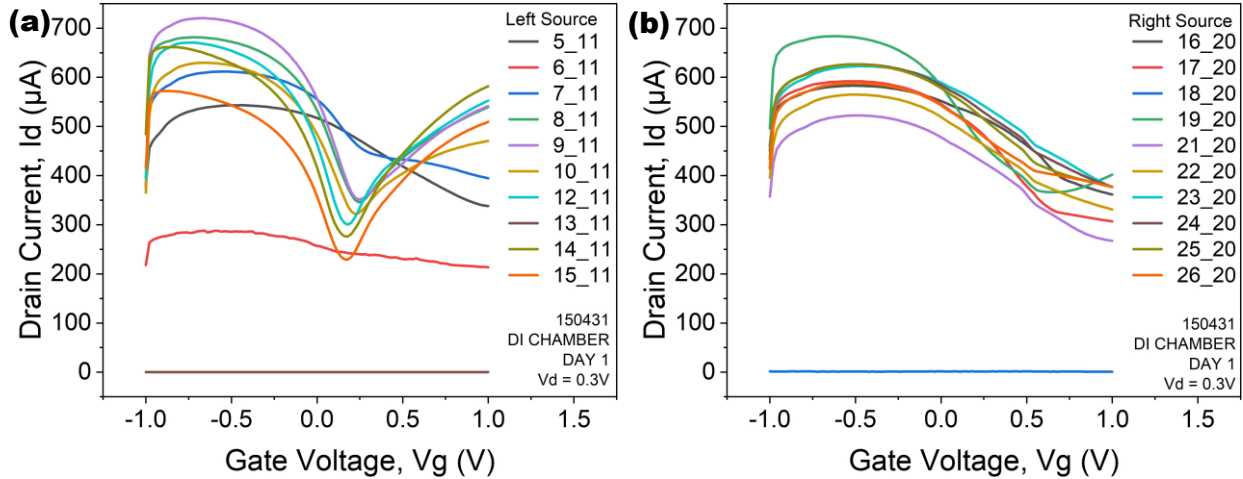 (a)
Drain Current, Id (µA)
700
600
500
400
300
200
100
0
Left Source
5_11
6_11
7_11
8_11
9_11
10_11
12_11
13_11
14_11
15_11
150431
DI CHAMBER
DAY 1
Vd = 0.3V
-1.0 -0.5 0.0 0.5 1.0 1.5
Gate Voltage, Vg (V)
(b)
Drain Current, Id (µA)
700
600
500
400
300
200
100
0
Right Source
16_20
17_20
18_20
19_20
21_20
22_20
23_20
24_20
25_20
26_20
150431
DI CHAMBER
DAY 1
Vd = 0.3V
-1.0 -0.5 0.0 0.5 1.0 1.5
Gate Voltage, Vg (V)